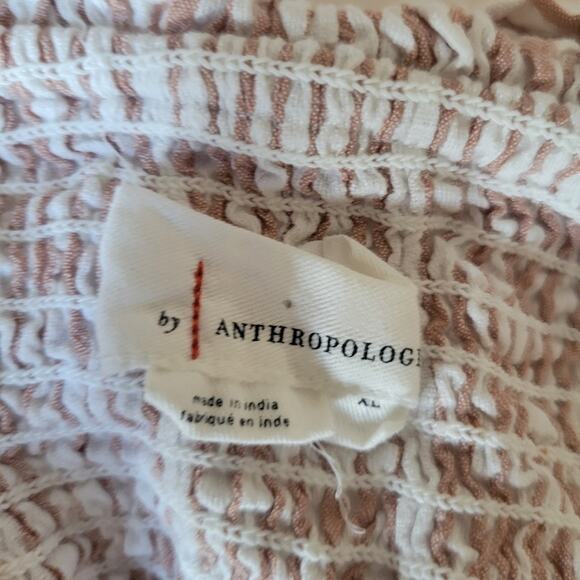 by ANTHROPOLOGI
made in india XL
fabriqué en inde